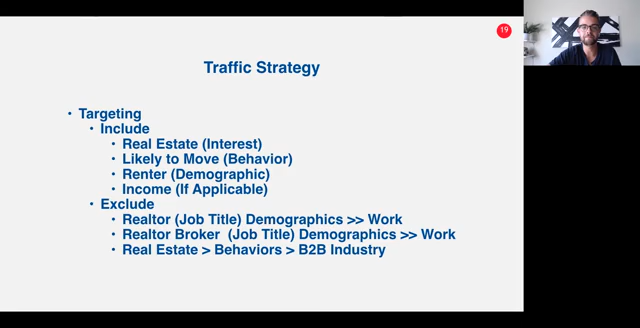 19
Traffic Strategy
• Targeting
• Include
• Real Estate (Interest)
• Likely to Move (Behavior)
• Renter (Demographic)
• Income (If Applicable)
• Exclude
• Realtor (Job Title) Demographics >> Work
• Realtor Broker (Job Title) Demographics >> Work
• Real Estate > Behaviors > B2B Industry